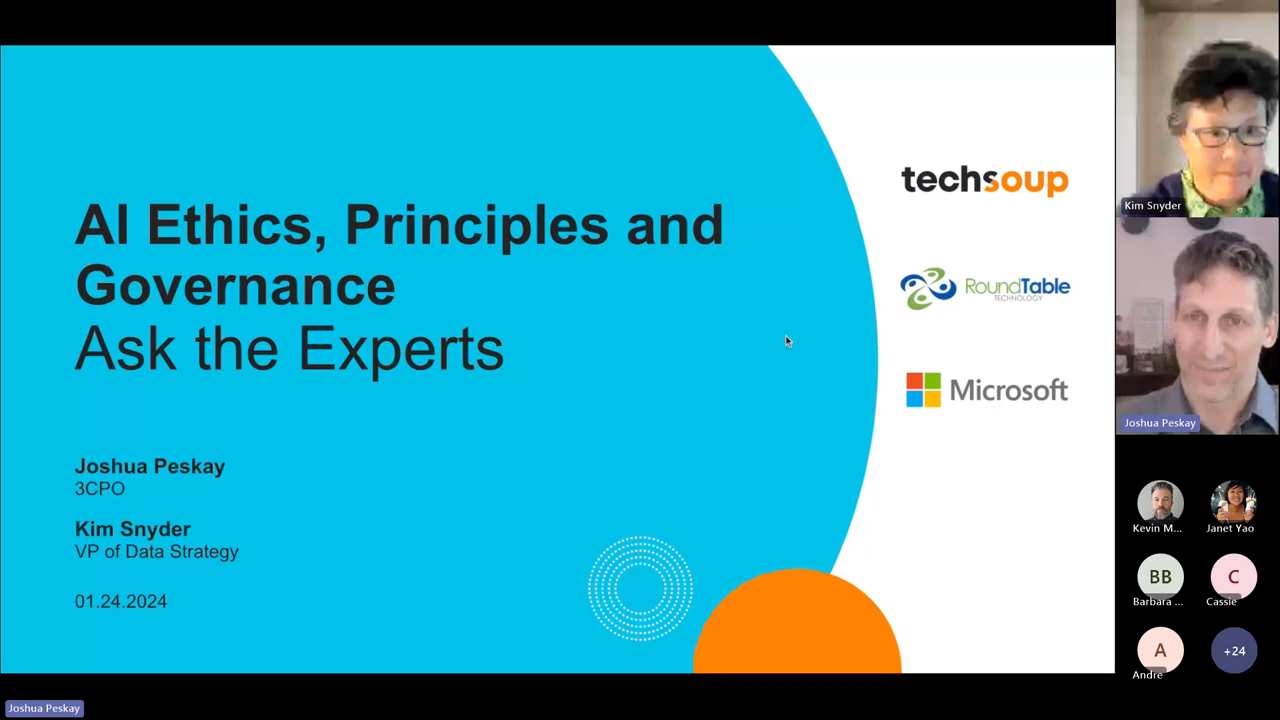 AI Ethics, Principles and
Governance
Ask the Experts
Joshua Peskay
3CPO
Kim Snyder
VP of Data Strategy
01.24.2024
techsoup
RoundTable
TECHNOLOGY
Microsoft
Kim Snyder
Joshua Peskay
Kevin M...
Janet Yao
BB
Barbara ...
C
Cassie
A
Andre
+24
Joshua Peskay